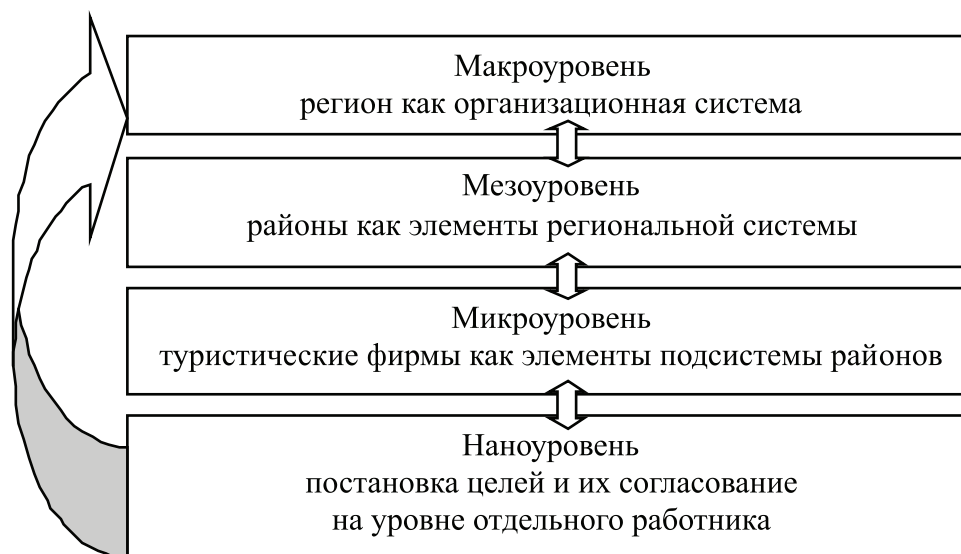 Макроуровень
регион как организационная система
Мезоуровень
районы как элементы региональной системы
Микроуровень
туристические фирмы как элементы подсистемы районов
Наноуровень
постановка целей и их согласование
на уровне отдельного работника